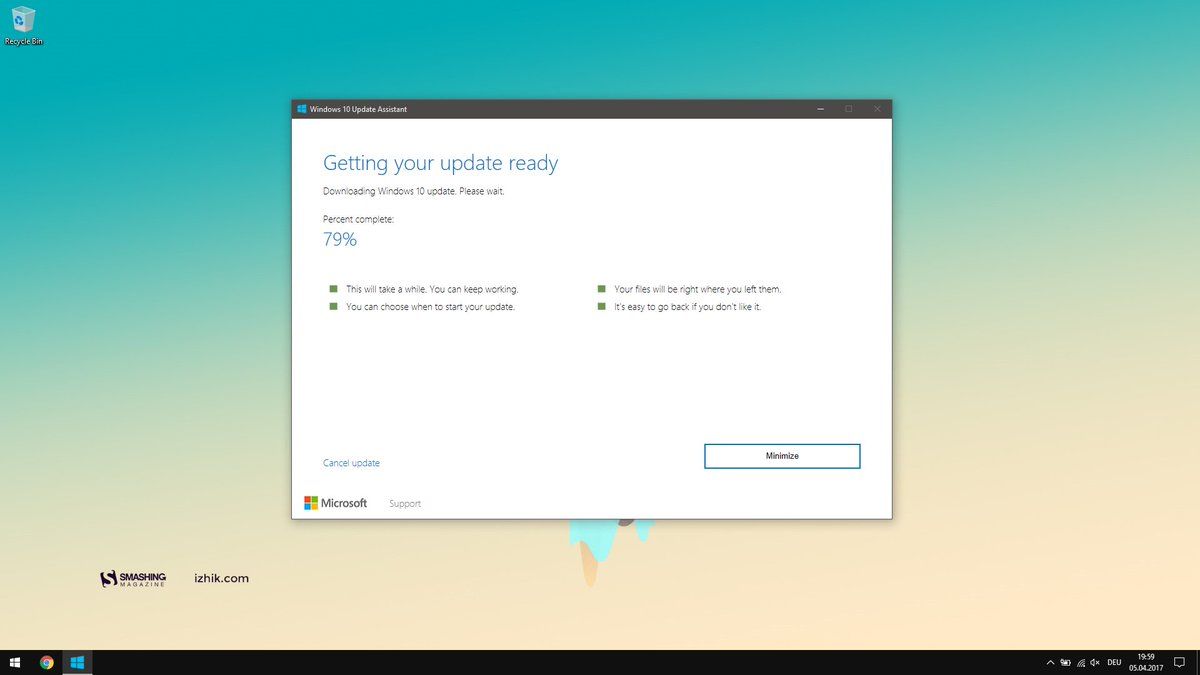 Recycle Bin
Windows 10 Update Assistant
Getting your update ready
Downloading Windows 10 update. Please wait.
Percent complete:
79%
This will take a while. You can keep working.
Your files will be right where you left them.
You can choose when to start your update.
It's easy to go back if you don't like it.
Minimize
Cancel update
Microsoft
Support
SMASHING
MAGAZINE
izhik.com
DEU
19:59
05.04.2017